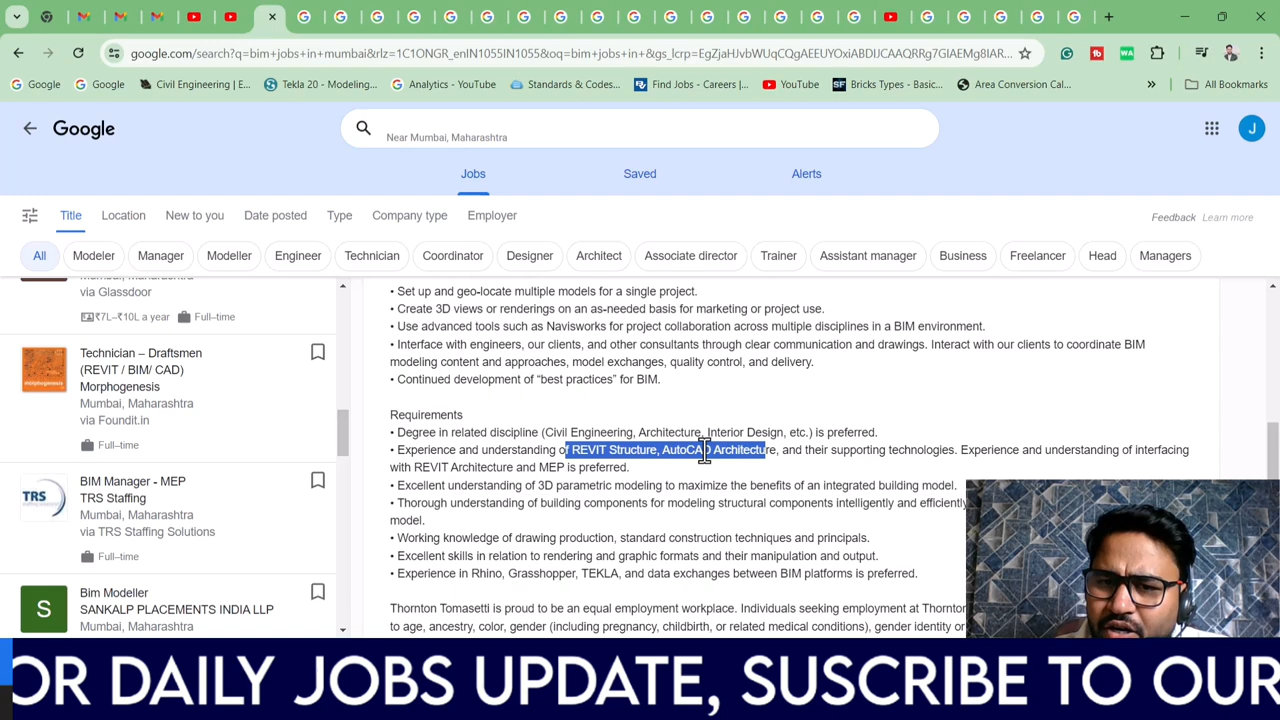 google.com/search?q=bim+jobs+in+mumbai&rlz=1C1ONGR_enIN1055IN1055&oq=bim+jobs+in+&gs_lcrp=EgZjaHJvbWUqCQgAEEUYOxiABDIJCAAQRRg7GIAEMg8IAR...
Google
Google
Civil Engineering | E...
Tekla 20 - Modeling...
Analytics - YouTube
Standards & Codes...
Find Jobs - Careers |...
YouTube
Bricks Types - Basic...
Area Conversion Cal...
»
All Bookmarks
Google
Near Mumbai, Maharashtra
J
Jobs
Saved
Alerts
Title
Location
New to you
Date posted
Type
Company type
Employer
Feedback
Learn more
All
Modeler
Manager
Modeller
Engineer
Technician
Coordinator
Designer
Architect
Associate director
Trainer
Assistant manager
Business
Freelancer
Head
Managers
Mumbai, Maharashtra
via Glassdoor
₹7L–₹10L a year
Full–time
Technician – Draftsmen
(REVIT / BIM/ CAD)
Morphogenesis
Mumbai, Maharashtra
via Foundit.in
Full–time
BIM Manager - MEP
TRS Staffing
Mumbai, Maharashtra
via TRS Staffing Solutions
Full–time
Bim Modeller
SANKALP PLACEMENTS INDIA LLP
Mumbai, Maharashtra
morphogenesis
TRS
S
• Set up and geo-locate multiple models for a single project.
• Create 3D views or renderings on an as-needed basis for marketing or project use.
• Use advanced tools such as Navisworks for project collaboration across multiple disciplines in a BIM environment.
• Interface with engineers, our clients, and other consultants through clear communication and drawings. Interact with our clients to coordinate BIM
modeling content and approaches, model exchanges, quality control, and delivery.
• Continued development of “best practices” for BIM.
Requirements
• Degree in related discipline (Civil Engineering, Architecture, Interior Design, etc.) is preferred.
• Experience and understanding of REVIT Structure, AutoCAD Architecture, and their supporting technologies. Experience and understanding of interfacing
with REVIT Architecture and MEP is preferred.
• Excellent understanding of 3D parametric modeling to maximize the benefits of an integrated building model.
• Thorough understanding of building components for modeling structural components intelligently and efficiently
model.
• Working knowledge of drawing production, standard construction techniques and principals.
• Excellent skills in relation to rendering and graphic formats and their manipulation and output.
• Experience in Rhino, Grasshopper, TEKLA, and data exchanges between BIM platforms is preferred.
Thornton Tomasetti is proud to be an equal employment workplace. Individuals seeking employment at Thornton
to age, ancestry, color, gender (including pregnancy, childbirth, or related medical conditions), gender identity or
OR DAILY JOBS UPDATE, SUSCRIBE TO OUR